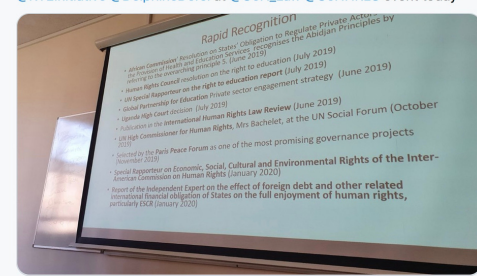 Rapid Recognition
• African Commission' Resolution on States' Obligation to Regulate Private Actors
the Provision of Health and Education Services recognises the Abidjan Principles by
referring to the overarching principle 5. (June 2019)
• Human Rights Council resolution on the right to education (July 2019)
• UN Special Rapporteur on the right to education report (July 2019)
• Global Partnership for Education Private sector engagement strategy (June 2019)
• Uganda High Court decision (July 2019)
• Publication in the International Human Rights Law Review (June 2019)
• UN High Commissioner for Human Rights, Mrs Bachelet, at the UN Social Forum (October
2019)
• Selected by the Paris Peace Forum as one of the most promising governance projects
(November 2019)
• Special Rapporteur on Economic, Social, Cultural and Environmental Rights of the Inter-
American Commission on Human Rights (January 2020)
• Report of the Independent Expert on the effect of foreign debt and other related
international financial obligation of States on the full enjoyment of human rights,
particularly ESCR (January 2020)